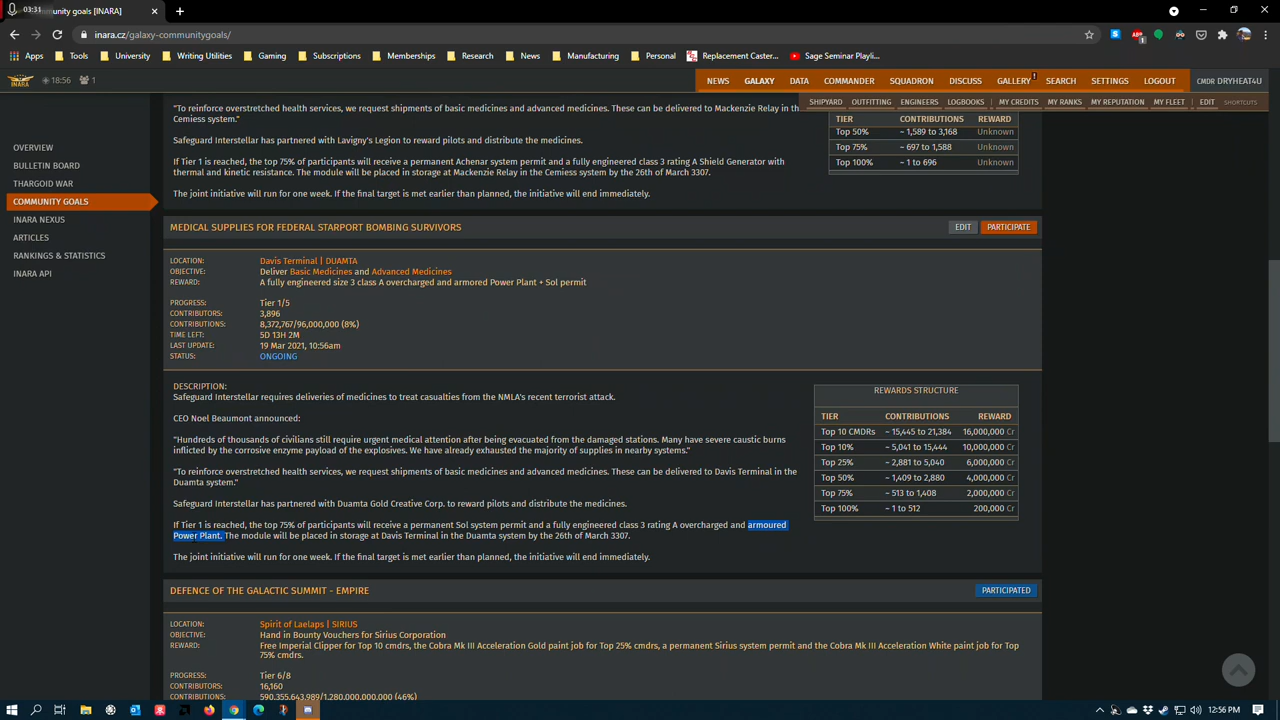 03:31
community goals [INARA]
inara.cz/galaxy-communitygoals/
Apps Tools University Writing Utilities Gaming Subscriptions Memberships Research News Manufacturing Personal Replacement Caster... Sage Seminar Playli...
INARA 18:56 1
NEWS GALAXY DATA COMMANDER SQUADRON DISCUSS GALLERY ! SEARCH SETTINGS LOGOUT CMDR DRYHEAT4U
SHIPYARD OUTFITTING ENGINEERS LOGBOOKS MY CREDITS MY RANKS MY REPUTATION MY FLEET EDIT SHORTCUTS
OVERVIEW
BULLETIN BOARD
THARGOID WAR
COMMUNITY GOALS
INARA NEXUS
ARTICLES
RANKINGS & STATISTICS
INARA API
"To reinforce overstretched health services, we request shipments of basic medicines and advanced medicines. These can be delivered to Mackenzie Relay in the
Cemiess system."
Safeguard Interstellar has partnered with Lavigny's Legion to reward pilots and distribute the medicines.
If Tier 1 is reached, the top 75% of participants will receive a permanent Achenar system permit and a fully engineered class 3 rating A Shield Generator with
thermal and kinetic resistance. The module will be placed in storage at Mackenzie Relay in the Cemiess system by the 26th of March 3307.
The joint initiative will run for one week. If the final target is met earlier than planned, the initiative will end immediately.
TIER CONTRIBUTIONS REWARD
Top 50% ~ 1,589 to 3,168 Unknown
Top 75% ~ 697 to 1,588 Unknown
Top 100% ~ 1 to 696 Unknown
MEDICAL SUPPLIES FOR FEDERAL STARPORT BOMBING SURVIVORS
EDIT PARTICIPATE
LOCATION: Davis Terminal | DUAMTA
OBJECTIVE: Deliver Basic Medicines and Advanced Medicines
REWARD: A fully engineered size 3 class A overcharged and armored Power Plant + Sol permit
PROGRESS: Tier 1/5
CONTRIBUTORS: 3,896
CONTRIBUTIONS: 8,372,767/96,000,000 (8%)
TIME LEFT: 5D 13H 2M
LAST UPDATE: 19 Mar 2021, 10:56am
STATUS: ONGOING
DESCRIPTION:
Safeguard Interstellar requires deliveries of medicines to treat casualties from the NMLA's recent terrorist attack.
CEO Noel Beaumont announced:
"Hundreds of thousands of civilians still require urgent medical attention after being evacuated from the damaged stations. Many have severe caustic burns
inflicted by the corrosive enzyme payload of the explosives. We have already exhausted the majority of supplies in nearby systems."
"To reinforce overstretched health services, we request shipments of basic medicines and advanced medicines. These can be delivered to Davis Terminal in the
Duamta system."
Safeguard Interstellar has partnered with Duamta Gold Creative Corp. to reward pilots and distribute the medicines.
If Tier 1 is reached, the top 75% of participants will receive a permanent Sol system permit and a fully engineered class 3 rating A overcharged and armoured
Power Plant. The module will be placed in storage at Davis Terminal in the Duamta system by the 26th of March 3307.
The joint initiative will run for one week. If the final target is met earlier than planned, the initiative will end immediately.
REWARDS STRUCTURE
TIER CONTRIBUTIONS REWARD
Top 10 CMDRs ~ 15,445 to 21,384 16,000,000 Cr
Top 10% ~ 5,041 to 15,444 10,000,000 Cr
Top 25% ~ 2,881 to 5,040 6,000,000 Cr
Top 50% ~ 1,409 to 2,880 4,000,000 Cr
Top 75% ~ 513 to 1,408 2,000,000 Cr
Top 100% ~ 1 to 512 200,000 Cr
DEFENCE OF THE GALACTIC SUMMIT - EMPIRE
PARTICIPATED
LOCATION: Spirit of Laelaps | SIRIUS
OBJECTIVE: Hand in Bounty Vouchers for Sirius Corporation
REWARD: Free Imperial Clipper for Top 10 cmdrs, the Cobra Mk III Acceleration Gold paint job for Top 25% cmdrs, a permanent Sirius system permit and the Cobra Mk III Acceleration White paint job for Top
75% cmdrs.
PROGRESS: Tier 6/8
CONTRIBUTORS: 16,160
CONTRIBUTIONS: 590,355,643,989/1,280,000,000,000 (46%)
12:56 PM